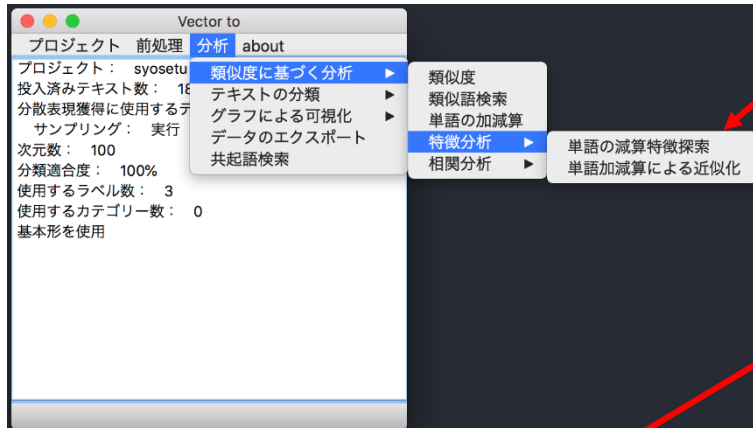 Vector to
プロジェクト 前処理 分析 about
プロジェクト： syosetu
投入済みテキスト数： 18
分散表現獲得に使用するテ
サンプリング： 実行
次元数： 100
分類適合度： 100%
使用するラベル数： 3
使用するカテゴリー数： 0
基本形を使用
類似度に基づく分析 ▶
テキストの分類 ▶
グラフによる可視化 ▶
データのエクスポート
共起語検索
類似度
類似語検索
単語の加減算
特徴分析 ▶
相関分析 ▶
単語の減算特徴探索
単語加減算による近似化